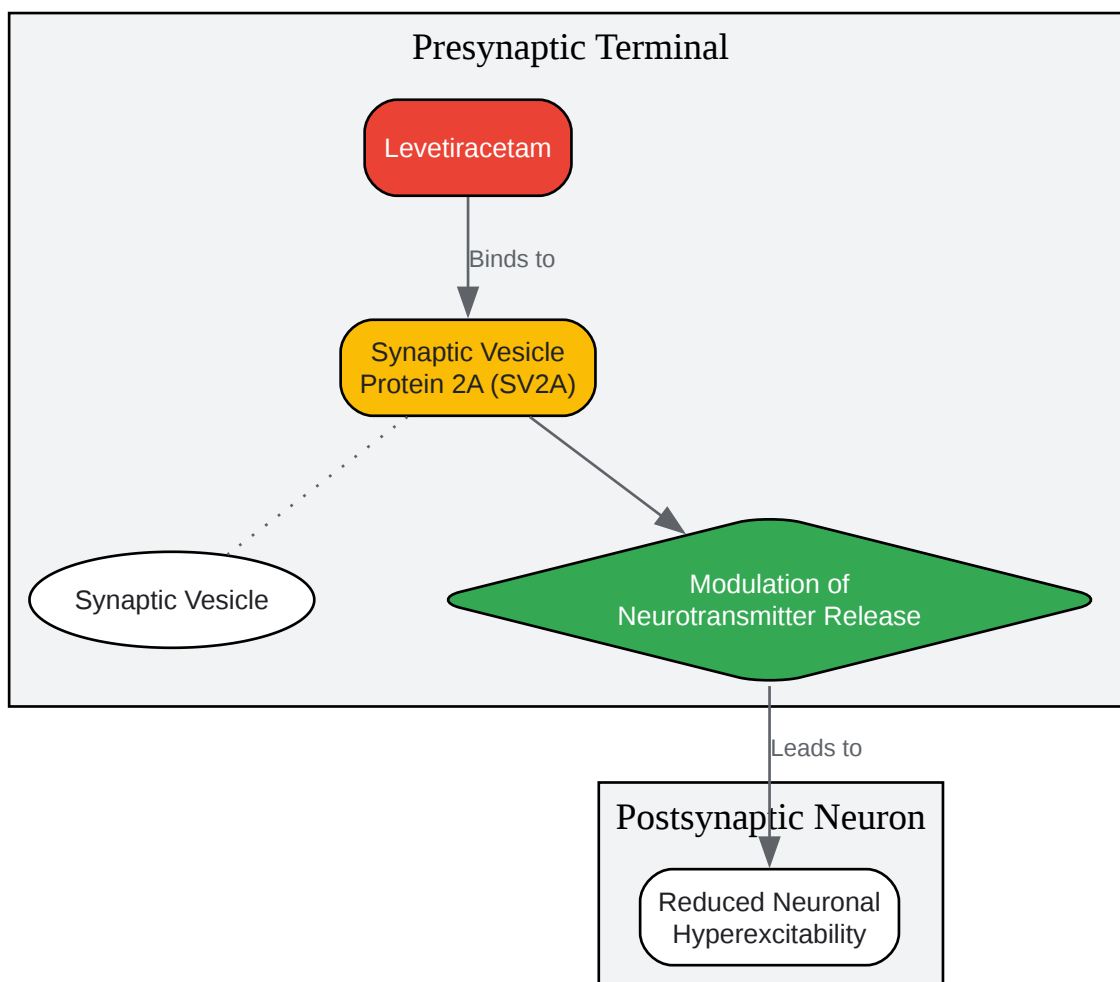 Presynaptic Terminal
Levetiracetam
Binds to
Synaptic Vesicle
Protein 2A (SV2A)
Synaptic Vesicle
Modulation of
Neurotransmitter Release
Leads to
Postsynaptic Neuron
Reduced Neuronal
Hyperexcitability